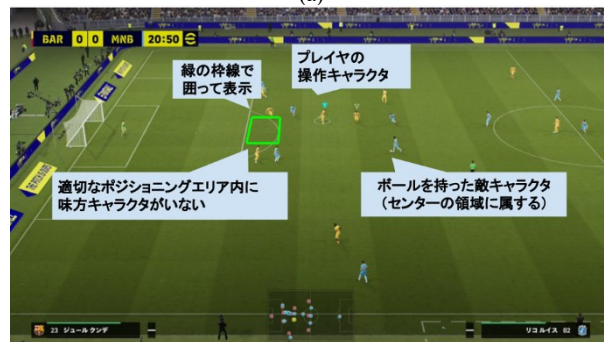 (a)
BAR 0 0 MNB 20:50
プレイヤの
操作キャラクタ
緑の枠線で
囲って表示
適切なポジショニングエリア内に
味方キャラクタがいない
ボールを持った敵キャラクタ
(センターの領域に属する)
23 ジュール クンデ
リコ ルイス 82